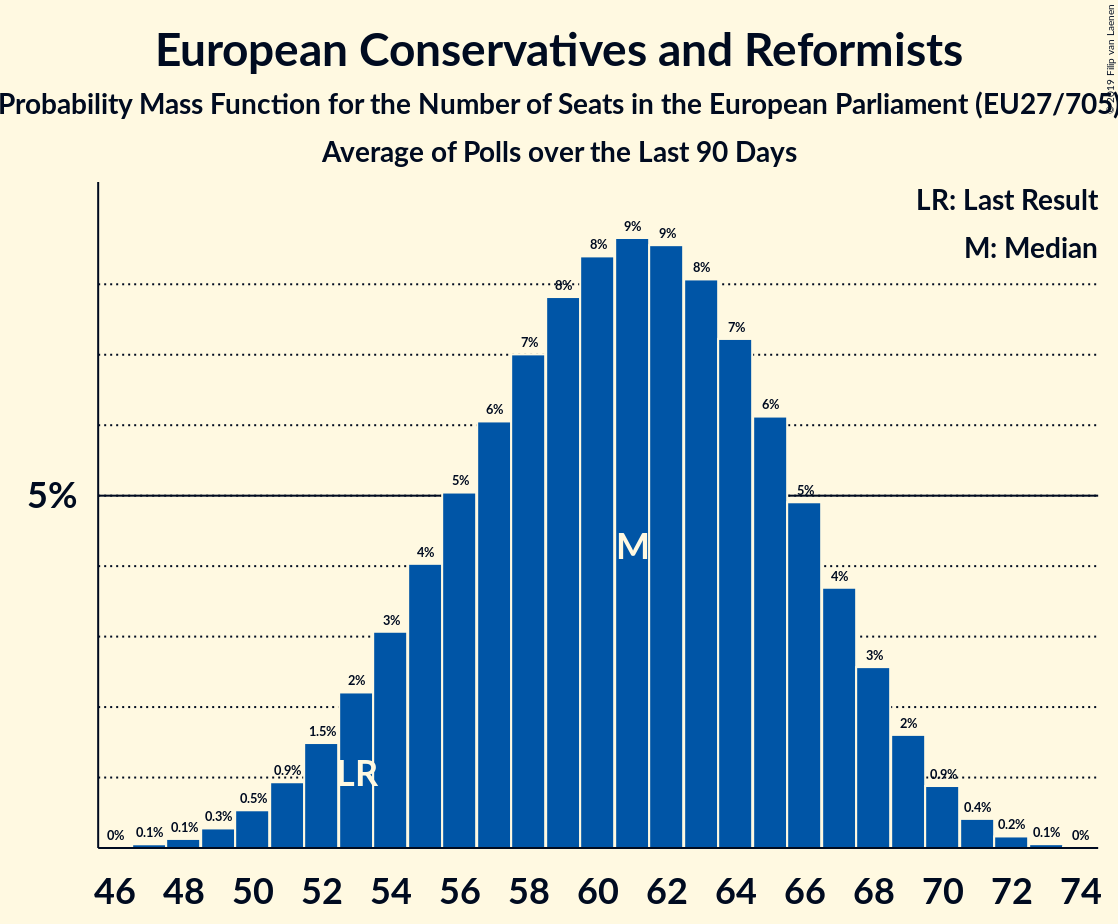 European Conservatives and Reformists
© 2019 Filip van Laenen
Probability Mass Function for the Number of Seats in the European Parliament (EU27/705)
Average of Polls over the Last 90 Days
LR: Last Result
M: Median
5%
0% 0.1% 0.1% 0.3% 0.5% 0.9% 1.5% 2% 3% 4% 5% 6% 7% 8% 8% 9% 9% 8% 7% 6% 5% 4% 3% 2% 0.9% 0.4% 0.2% 0.1% 0%
M
LR
46 48 50 52 54 56 58 60 62 64 66 68 70 72 74